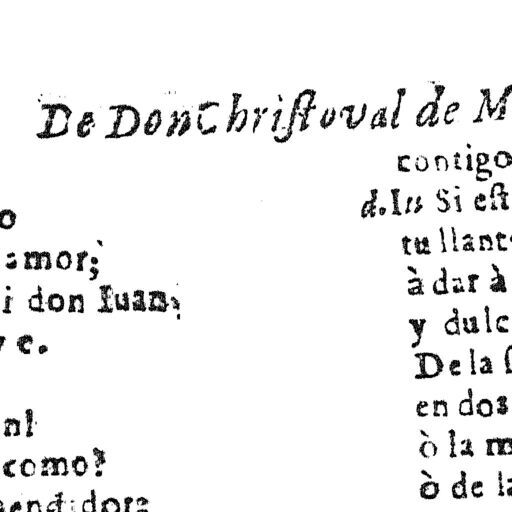 De Don Chriſtoval de M
o
amor;
i don Iuan;
e.
nl
como?
contigo
d.Iu Si eſt
tu llant
à dar à
y dulc
De la ſ
en dos
ò la m
ò de la